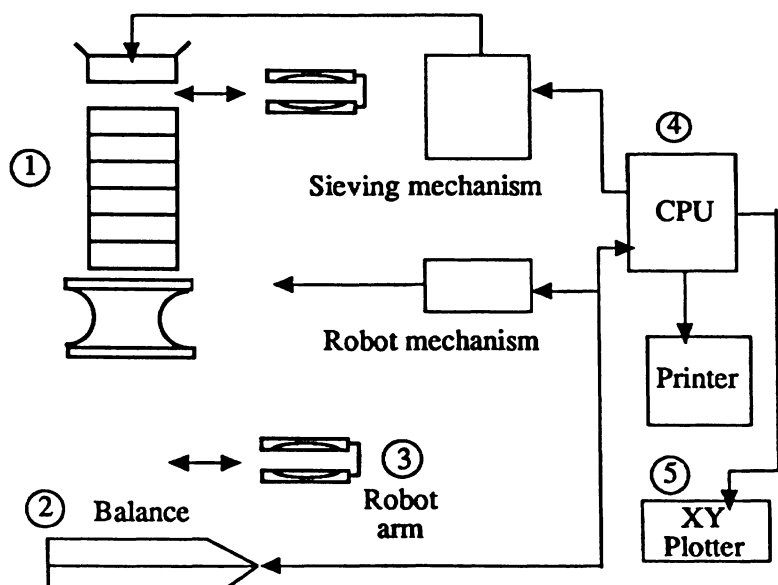 4
1
Sieving mechanism
CPU
Robot mechanism
Printer
3
5
2
Balance
Robot
arm
XY
Plotter